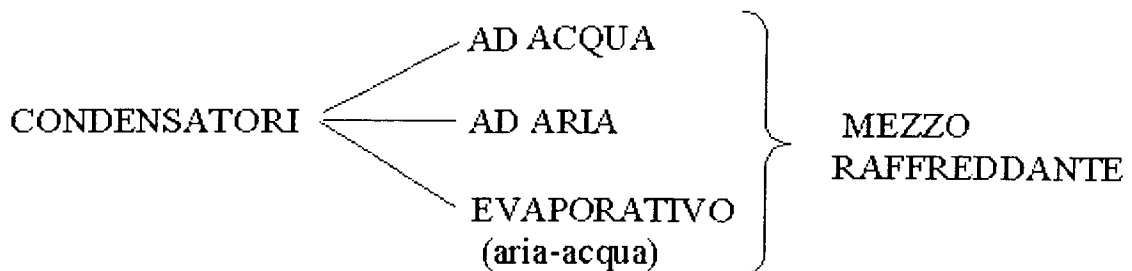 CONDENSATORI
AD ACQUA
AD ARIA
EVAPORATIVO
(aria-acqua)
MEZZO
RAFFREDDANTE